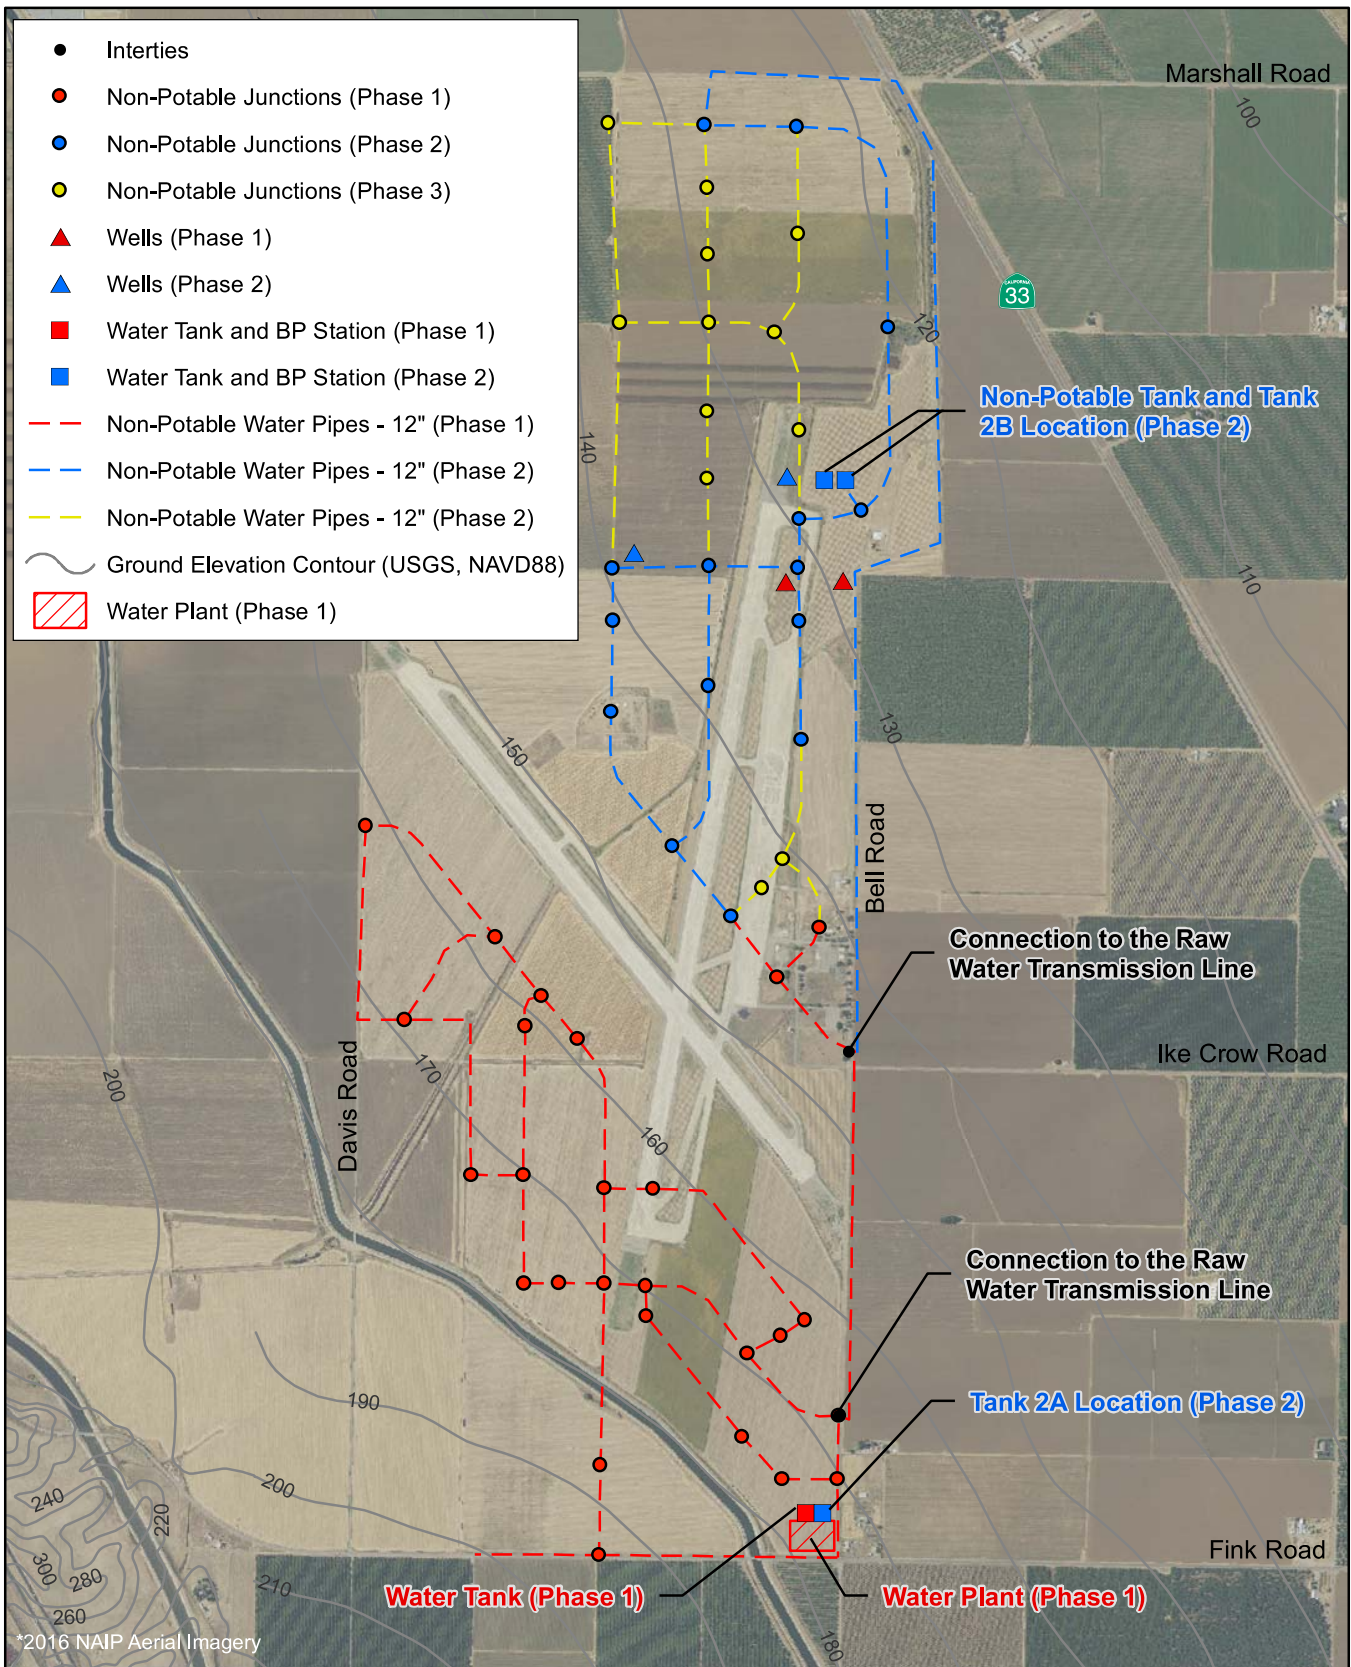 Interties
Non-Potable Junctions (Phase 1)
Non-Potable Junctions (Phase 2)
Non-Potable Junctions (Phase 3)
Wells (Phase 1)
Wells (Phase 2)
Water Tank and BP Station (Phase 1)
Water Tank and BP Station (Phase 2)
Non-Potable Water Pipes - 12" (Phase 1)
Non-Potable Water Pipes - 12" (Phase 2)
Non-Potable Water Pipes - 12" (Phase 2)
Ground Elevation Contour (USGS, NAVD88)
Water Plant (Phase 1)
Marshall Road
100
CALIFORNIA
33
120
Non-Potable Tank and Tank
2B Location (Phase 2)
140
110
130
150
Bell Road
Connection to the Raw
Water Transmission Line
Ike Crow Road
200
170
Davis Road
160
Connection to the Raw
Water Transmission Line
190
Tank 2A Location (Phase 2)
200
240
220
300
280
260
210
Fink Road
Water Tank (Phase 1)
Water Plant (Phase 1)
180
*2016 NAIP Aerial Imagery